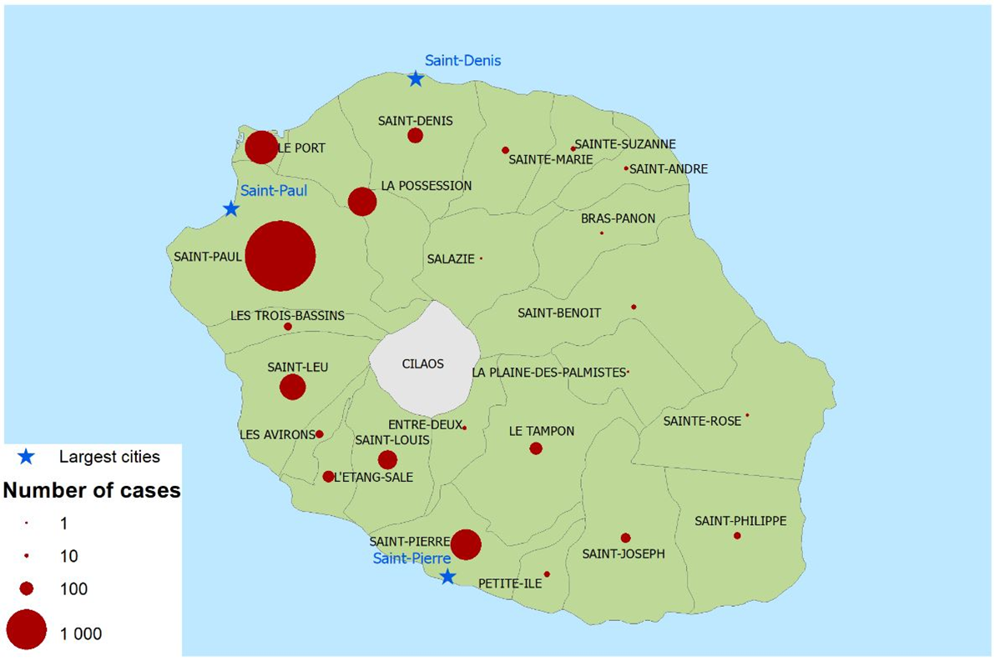 Saint-Denis
SAINT-DENIS
LE PORT
SAINTE-SUZANNE
SAINTE-MARIE
SAINT-ANDRE
Saint-Paul
LA POSSESSION
BRAS-PANON
SAINT-PAUL
SALAZIE
LES TROIS-BASSINS
SAINT-BENOIT
SAINT-LEU
CILAOS
LA PLAINE-DES-PALMISTES
ENTRE-DEUX
LE TAMPON
SAINTE-ROSE
LES AVIRONS
SAINT-LOUIS
L'ETANG-SALE
SAINT-PIERRE
Saint-Pierre
PETITE-ILE
SAINT-JOSEPH
SAINT-PHILIPPE
Largest cities
Number of cases
1
10
100
1 000